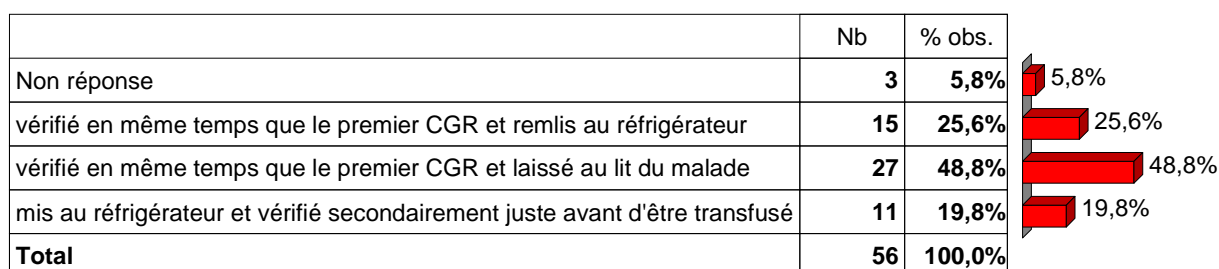 Nb % obs.
Non réponse 3 5,8% 5,8%
vérifié en même temps que le premier CGR et remlis au réfrigérateur 15 25,6% 25,6%
vérifié en même temps que le premier CGR et laissé au lit du malade 27 48,8% 48,8%
mis au réfrigérateur et vérifié secondairement juste avant d'être transfusé 11 19,8% 19,8%
Total 56 100,0%